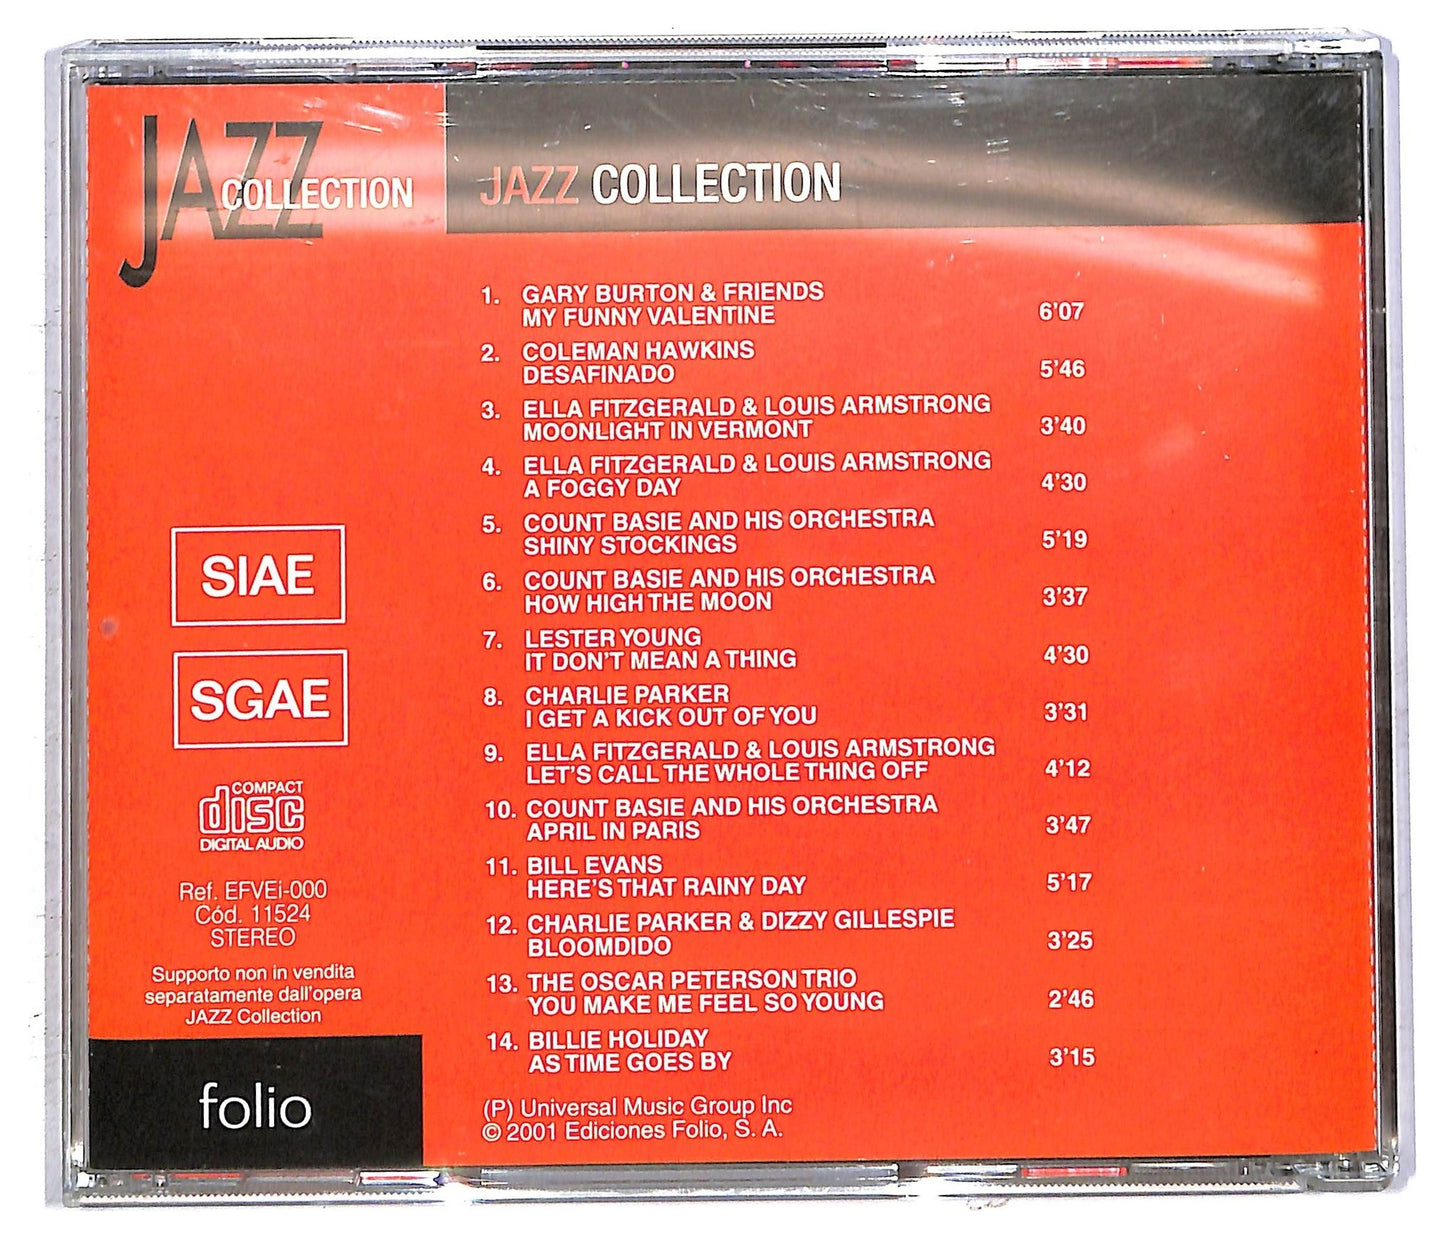 JAZZ
COLLECTION
JAZZ COLLECTION
1. GARY BURTON & FRIENDS
MY FUNNY VALENTINE 6'07
2. COLEMAN HAWKINS
DESAFINADO 5'46
3. ELLA FITZGERALD & LOUIS ARMSTRONG
MOONLIGHT IN VERMONT 3'40
4. ELLA FITZGERALD & LOUIS ARMSTRONG
A FOGGY DAY 4'30
5. COUNT BASIE AND HIS ORCHESTRA
SHINY STOCKINGS 5'19
6. COUNT BASIE AND HIS ORCHESTRA
HOW HIGH THE MOON 3'37
7. LESTER YOUNG
IT DON'T MEAN A THING 4'30
8. CHARLIE PARKER
I GET A KICK OUT OF YOU 3'31
9. ELLA FITZGERALD & LOUIS ARMSTRONG
LET'S CALL THE WHOLE THING OFF 4'12
10. COUNT BASIE AND HIS ORCHESTRA
APRIL IN PARIS 3'47
11. BILL EVANS
HERE'S THAT RAINY DAY 5'17
12. CHARLIE PARKER & DIZZY GILLESPIE
BLOOMDIDO 3'25
13. THE OSCAR PETERSON TRIO
YOU MAKE ME FEEL SO YOUNG 2'46
14. BILLIE HOLIDAY
AS TIME GOES BY 3'15
(P) Universal Music Group Inc
© 2001 Ediciones Folio, S. A.
SIAE
SGAE
COMPACT
disc
DIGITAL AUDIO
Ref. EFVEi-000
Cód. 11524
STEREO
Supporto non in vendita
separatamente dall'opera
JAZZ Collection
folio